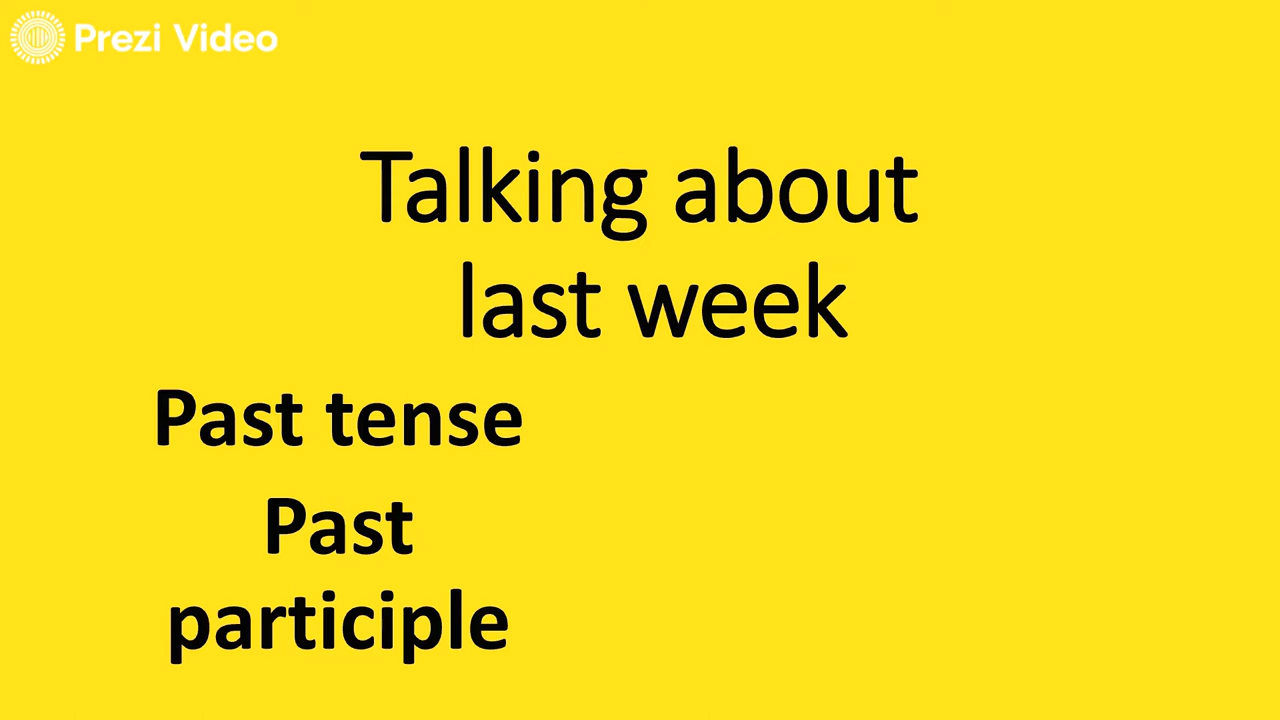 Prezi Video
Talking about
last week
Past tense
Past
participle